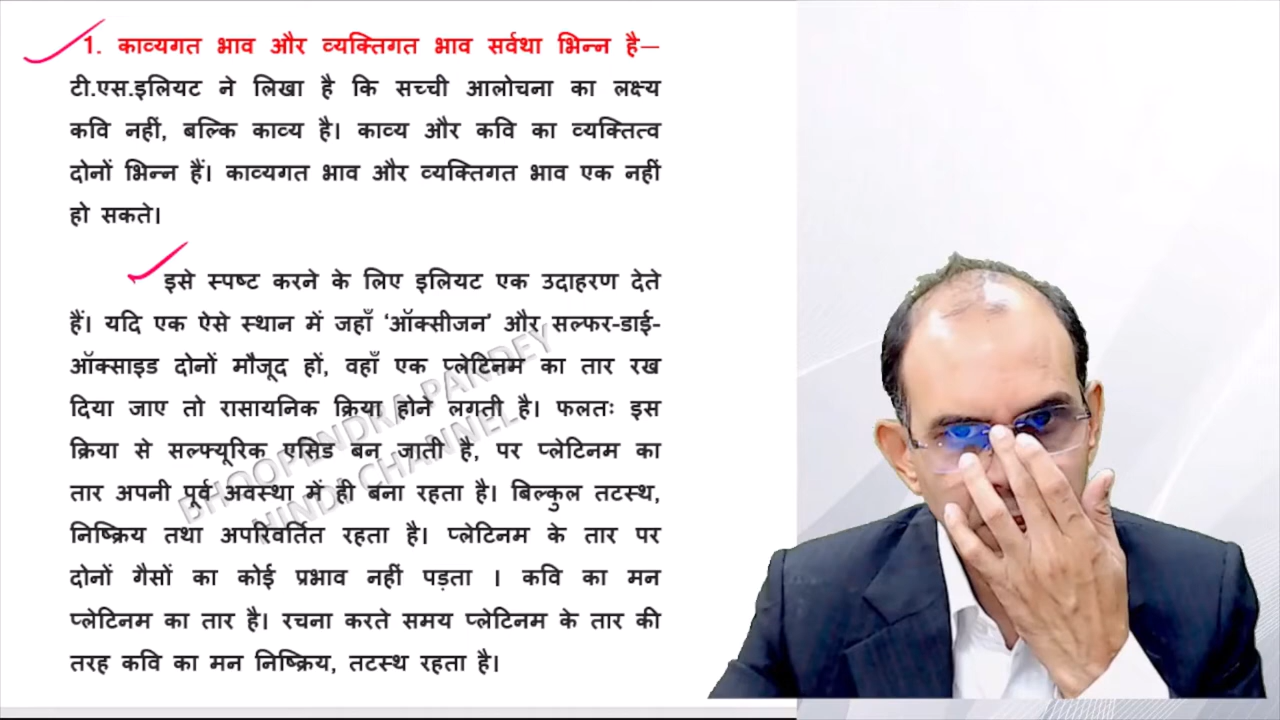 1. काव्यगत भाव और व्यक्तिगत भाव सर्वथा भिन्न है—
टी.एस.इलियट ने लिखा है कि सच्ची आलोचना का लक्ष्य
कवि नहीं, बल्कि काव्य है। काव्य और कवि का व्यक्तित्व
दोनों भिन्न हैं। काव्यगत भाव और व्यक्तिगत भाव एक नहीं
हो सकते।
इसे स्पष्ट करने के लिए इलियट एक उदाहरण देते
हैं। यदि एक ऐसे स्थान में जहाँ ‘ऑक्सीजन’ और सल्फर-डाई-
ऑक्साइड दोनों मौजूद हों, वहाँ एक प्लेटिनम का तार रख
दिया जाए तो रासायनिक क्रिया होने लगती है। फलतः इस
क्रिया से सल्फ्यूरिक एसिड बन जाती है, पर प्लेटिनम का
तार अपनी पूर्व अवस्था में ही बना रहता है। बिल्कुल तटस्थ,
निष्क्रिय तथा अपरिवर्तित रहता है। प्लेटिनम के तार पर
दोनों गैसों का कोई प्रभाव नहीं पड़ता । कवि का मन
प्लेटिनम का तार है। रचना करते समय प्लेटिनम के तार की
तरह कवि का मन निष्क्रिय, तटस्थ रहता है।
BHOOPENDRA PANDEY
HINDI CHANNEL